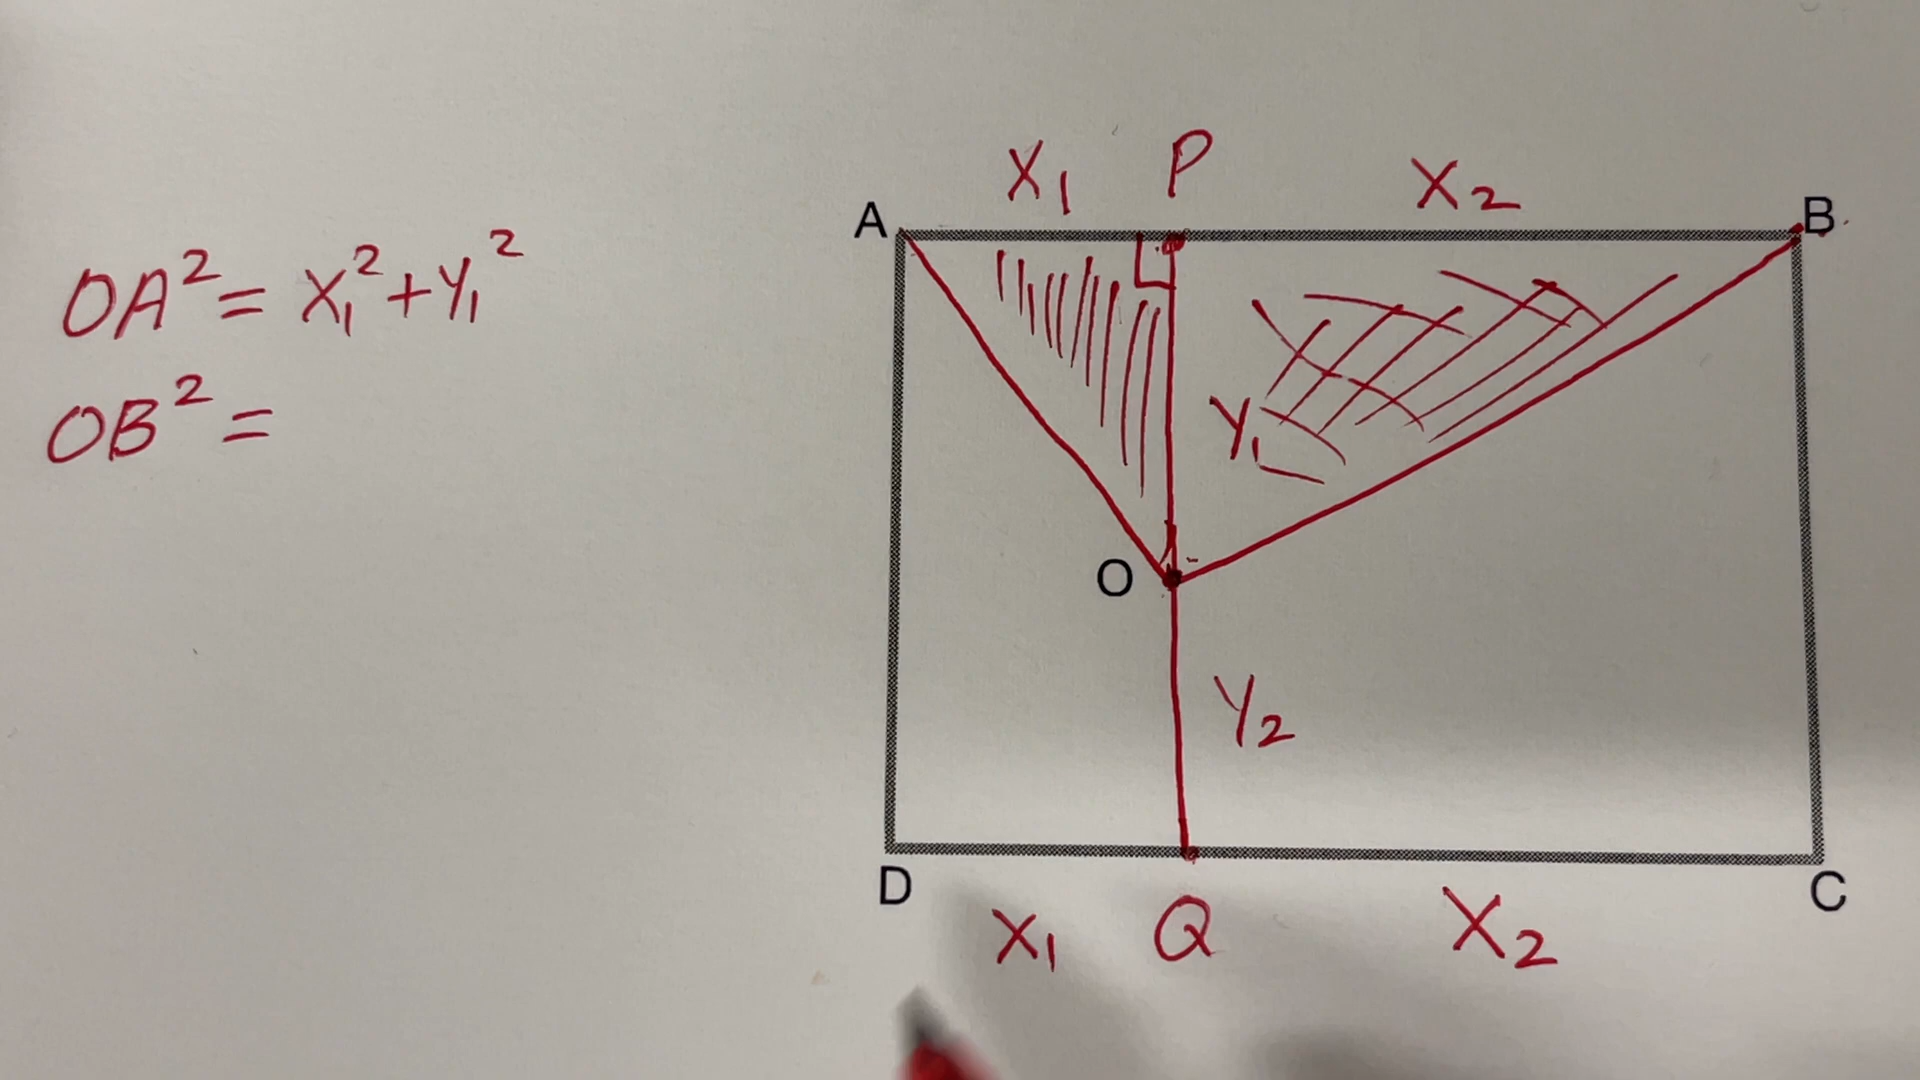 X₁ P X₂
A B
OA² = X₁² + Y₁²
OB² =
Y₁
O
Y₂
D C
X₁ Q X₂